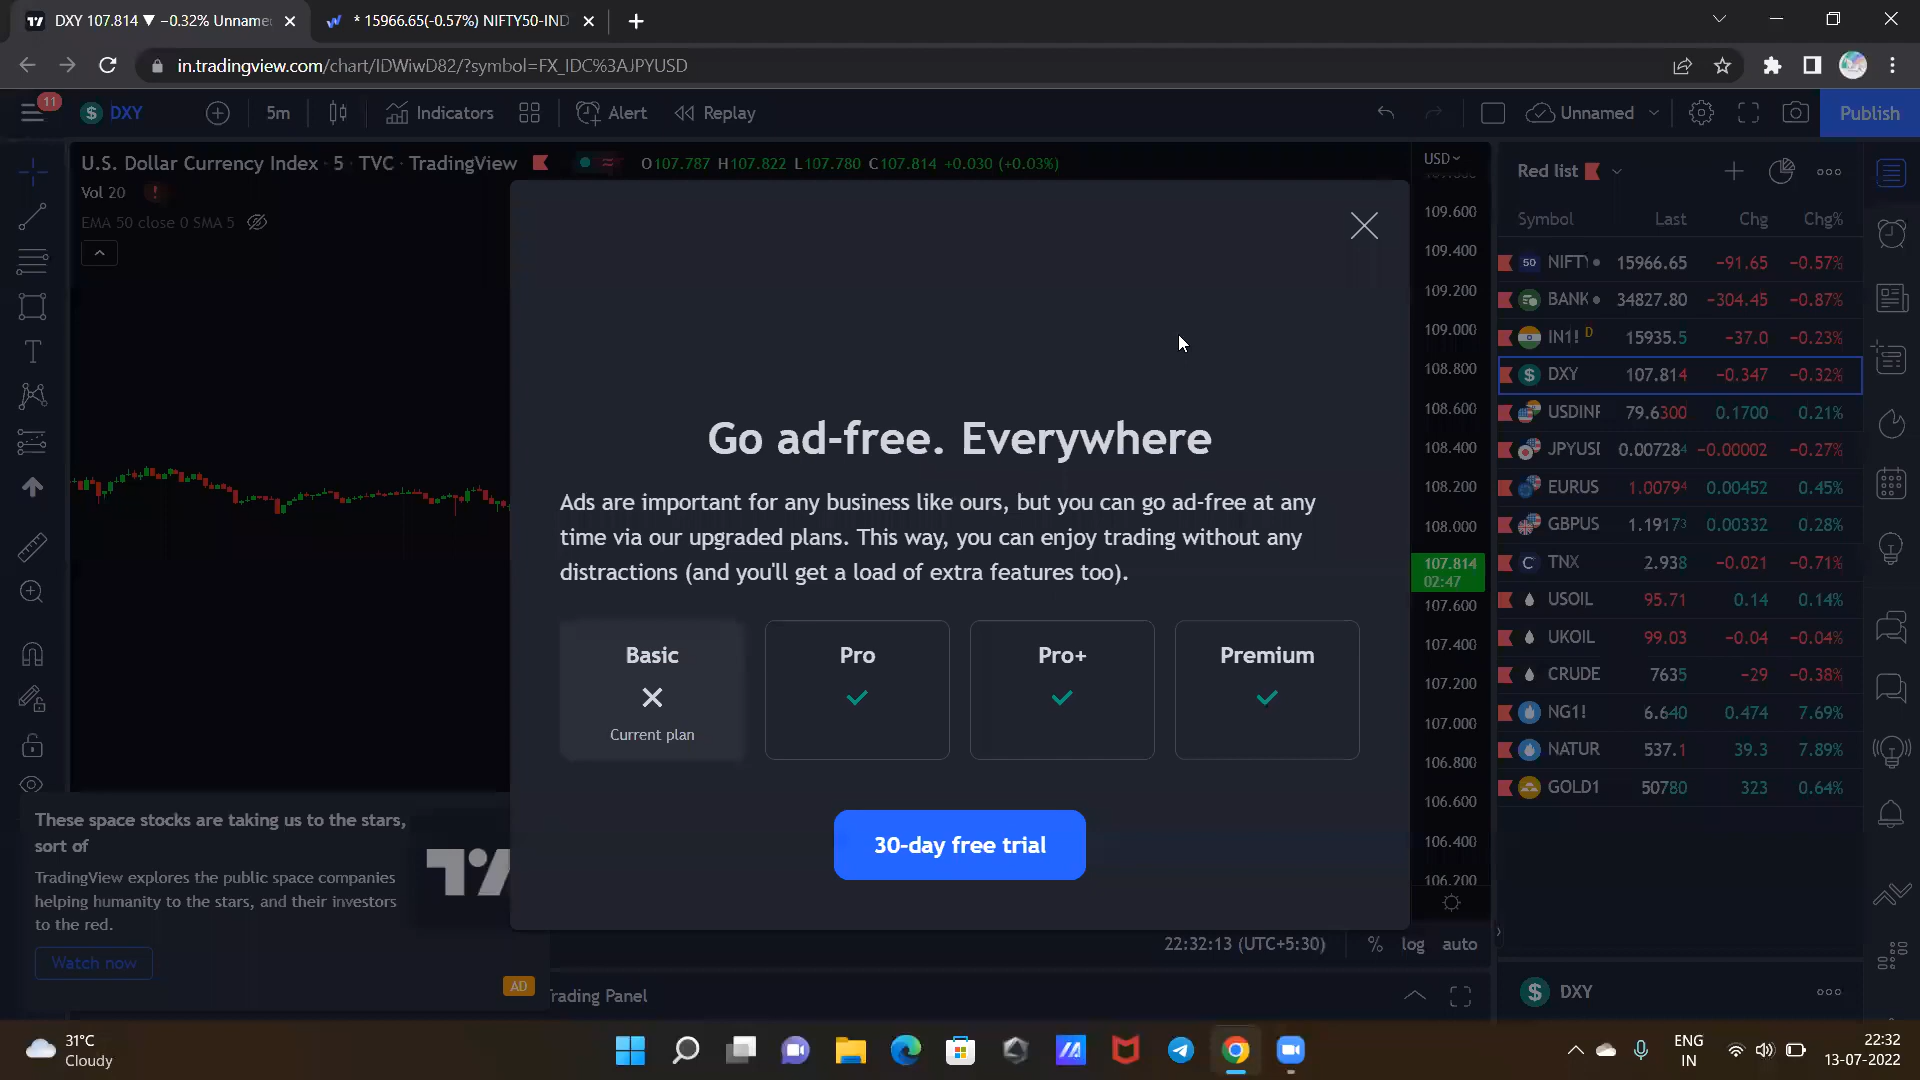 DXY 107.814 ▼ −0.32% Unname
* 15966.65(-0.57%) NIFTY50-IND
in.tradingview.com/chart/IDWiwD82/?symbol=FX_IDC%3AJPYUSD
11
DXY
5m
Indicators
Alert
Replay
Unnamed
Publish
U.S. Dollar Currency Index · 5 · TVC · TradingView
O107.787 H107.822 L107.780 C107.814 +0.030 (+0.03%)
Vol 20
EMA 50 close 0 SMA 5
USD
109.600
109.400
109.200
109.000
108.800
108.600
108.400
108.200
108.000
107.814
02:47
107.600
107.400
107.200
107.000
106.800
106.600
106.400
106.200
Red list
Symbol Last Chg Chg%
50 NIFTY 15966.65 −91.65 −0.57%
BANK 34827.80 −304.45 −0.87%
IN1! D 15935.5 −37.0 −0.23%
$ DXY 107.814 −0.347 −0.32%
USDINR 79.6300 0.1700 0.21%
JPYUSD 0.007284 −0.00002 −0.27%
EURUS 1.00794 0.00452 0.45%
GBPUS 1.19173 0.00332 0.28%
C TNX 2.938 −0.021 −0.71%
USOIL 95.71 0.14 0.14%
UKOIL 99.03 −0.04 −0.04%
CRUDE 7635 −29 −0.38%
NG1! 6.640 0.474 7.69%
NATUR 537.1 39.3 7.89%
GOLD1 50780 323 0.64%
Go ad-free. Everywhere
Ads are important for any business like ours, but you can go ad-free at any
time via our upgraded plans. This way, you can enjoy trading without any
distractions (and you'll get a load of extra features too).
Basic
Current plan
Pro
Pro+
Premium
30-day free trial
These space stocks are taking us to the stars,
sort of
TradingView explores the public space companies
helping humanity to the stars, and their investors
to the red.
Watch now
AD
22:32:13 (UTC+5:30)
% log auto
rading Panel
$ DXY
31°C
Cloudy
ENG
IN
22:32
13-07-2022